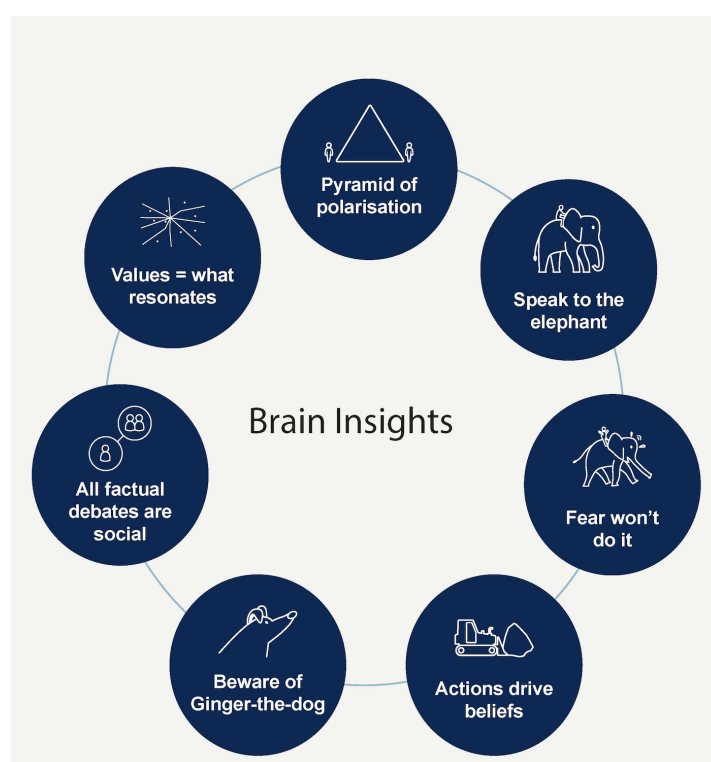 Pyramid of
polarisation
Speak to the
elephant
Fear won't
do it
Actions drive
beliefs
Beware of
Ginger-the-dog
All factual
debates are
social
Values = what
resonates
Brain Insights